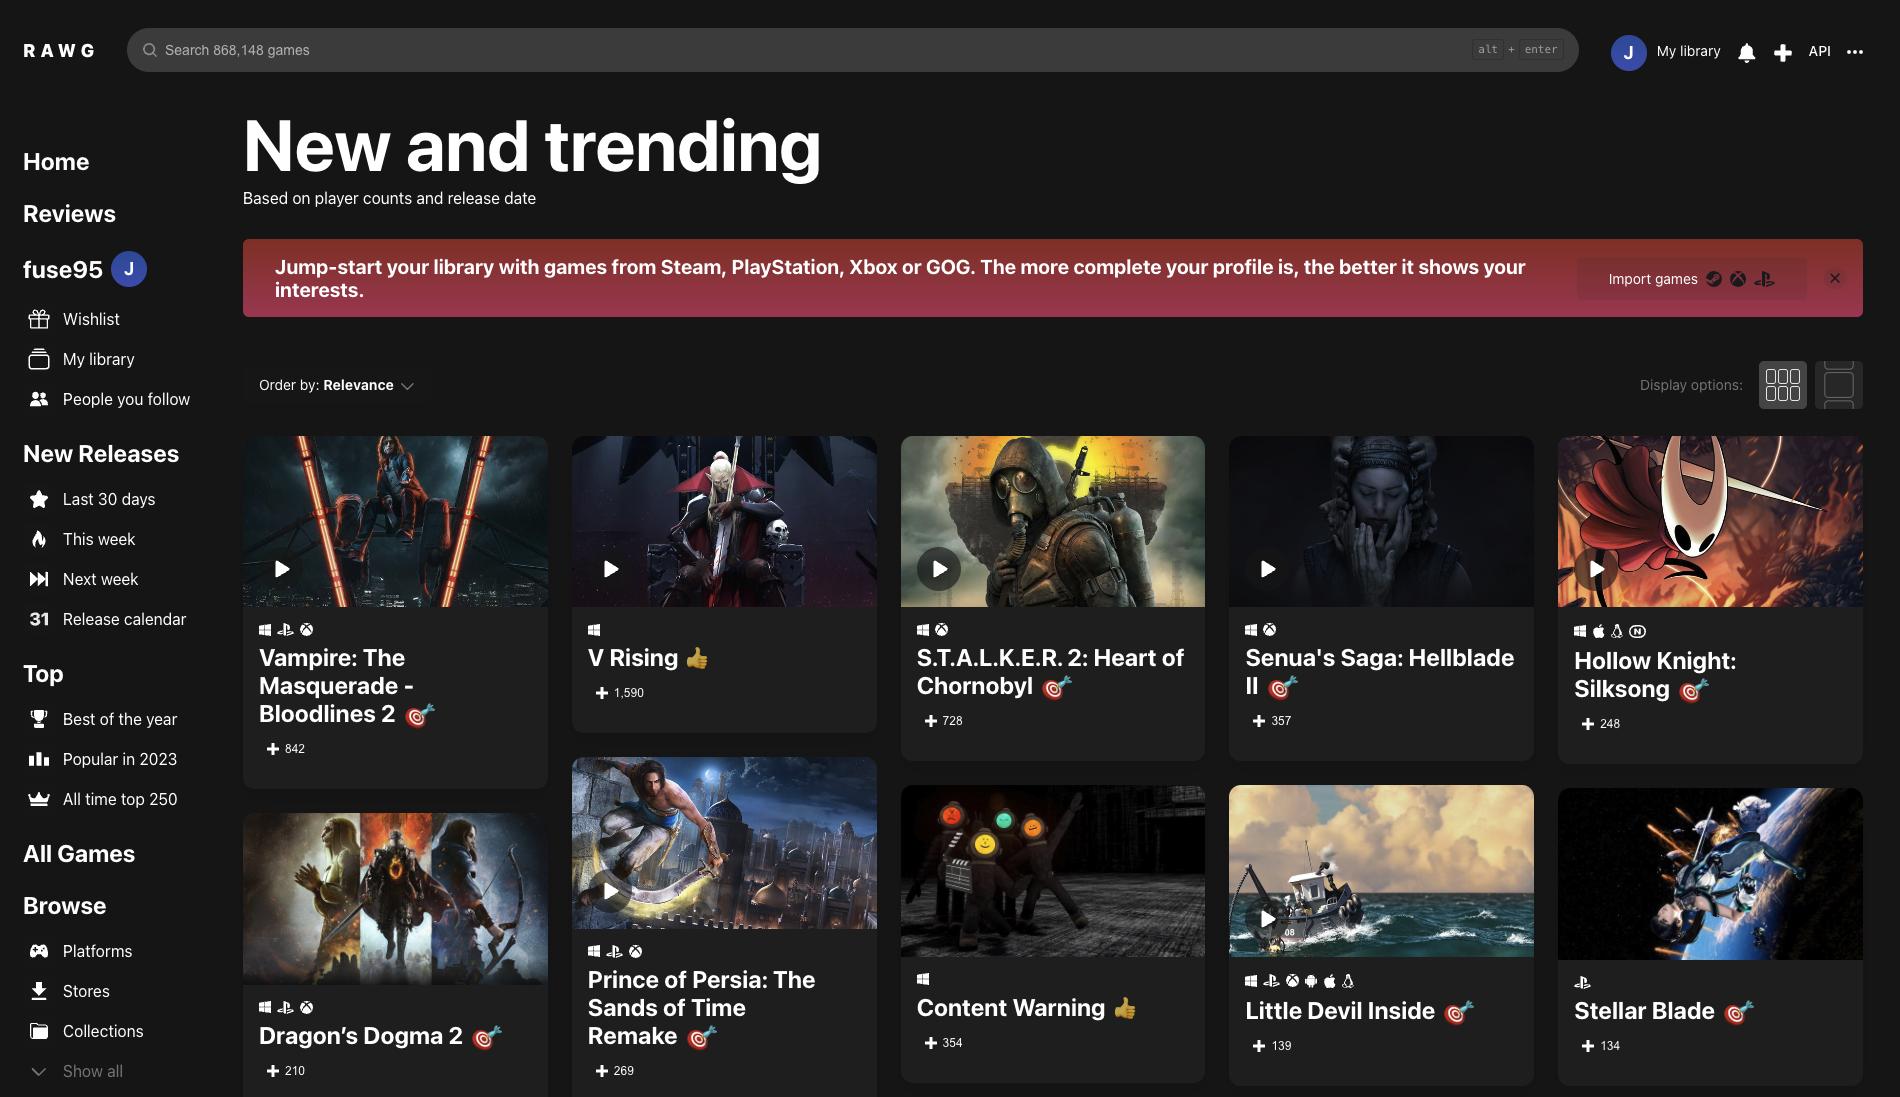 RAWG
Search 868,148 games
alt + enter
J
My library
API
New and trending
Based on player counts and release date
Home
Reviews
fuse95
J
Wishlist
My library
People you follow
New Releases
Last 30 days
This week
Next week
31
Release calendar
Top
Best of the year
Popular in 2023
All time top 250
All Games
Browse
Platforms
Stores
Collections
Show all
Jump-start your library with games from Steam, PlayStation, Xbox or GOG. The more complete your profile is, the better it shows your
interests.
Import games
Order by: Relevance
Display options:
Vampire: The
Masquerade -
Bloodlines 2
842
V Rising
1,590
S.T.A.L.K.E.R. 2: Heart of
Chornobyl
728
Senua's Saga: Hellblade
II
357
Hollow Knight:
Silksong
248
Dragon’s Dogma 2
210
Prince of Persia: The
Sands of Time
Remake
269
Content Warning
354
08
Little Devil Inside
139
Stellar Blade
134